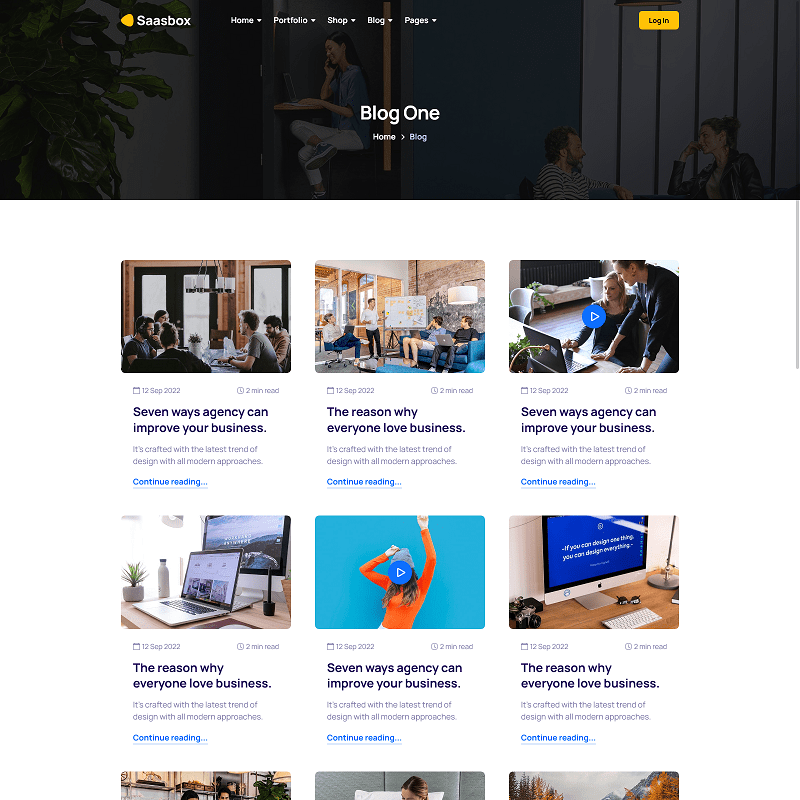 Saasbox
Home
Portfolio
Shop
Blog
Pages
Log In
Blog One
Home > Blog
12 Sep 2022
2 min read
Seven ways agency can
improve your business.
It's crafted with the latest trend of
design with all modern approaches.
Continue reading...
12 Sep 2022
2 min read
The reason why
everyone love business.
It's crafted with the latest trend of
design with all modern approaches.
Continue reading...
12 Sep 2022
2 min read
Seven ways agency can
improve your business.
It's crafted with the latest trend of
design with all modern approaches.
Continue reading...
12 Sep 2022
2 min read
The reason why
everyone love business.
It's crafted with the latest trend of
design with all modern approaches.
Continue reading...
12 Sep 2022
2 min read
Seven ways agency can
improve your business.
It's crafted with the latest trend of
design with all modern approaches.
Continue reading...
-If you can design one thing,
you can design everything.-
12 Sep 2022
2 min read
The reason why
everyone love business.
It's crafted with the latest trend of
design with all modern approaches.
Continue reading...